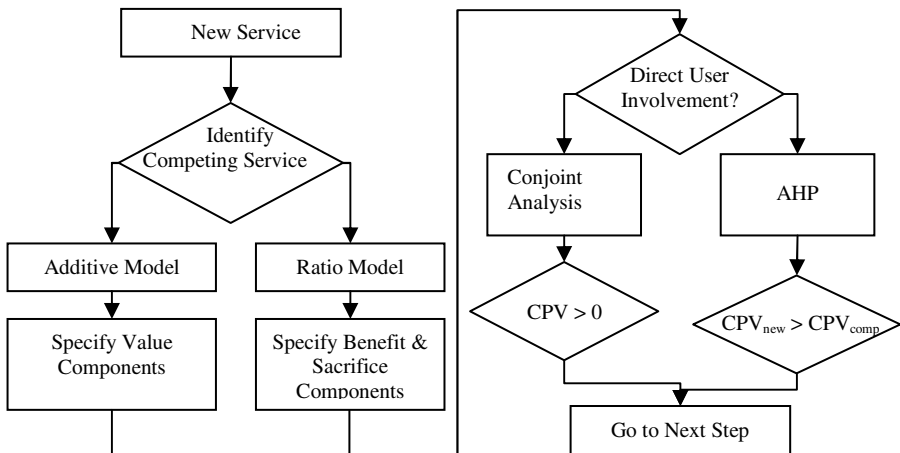 New Service
Identify
Competing Service
Additive Model
Ratio Model
Specify Value
Components
Specify Benefit &
Sacrifice
Components
Direct User
Involvement?
Conjoint
Analysis
AHP
CPV > 0
CPVnew > CPVcomp
Go to Next Step